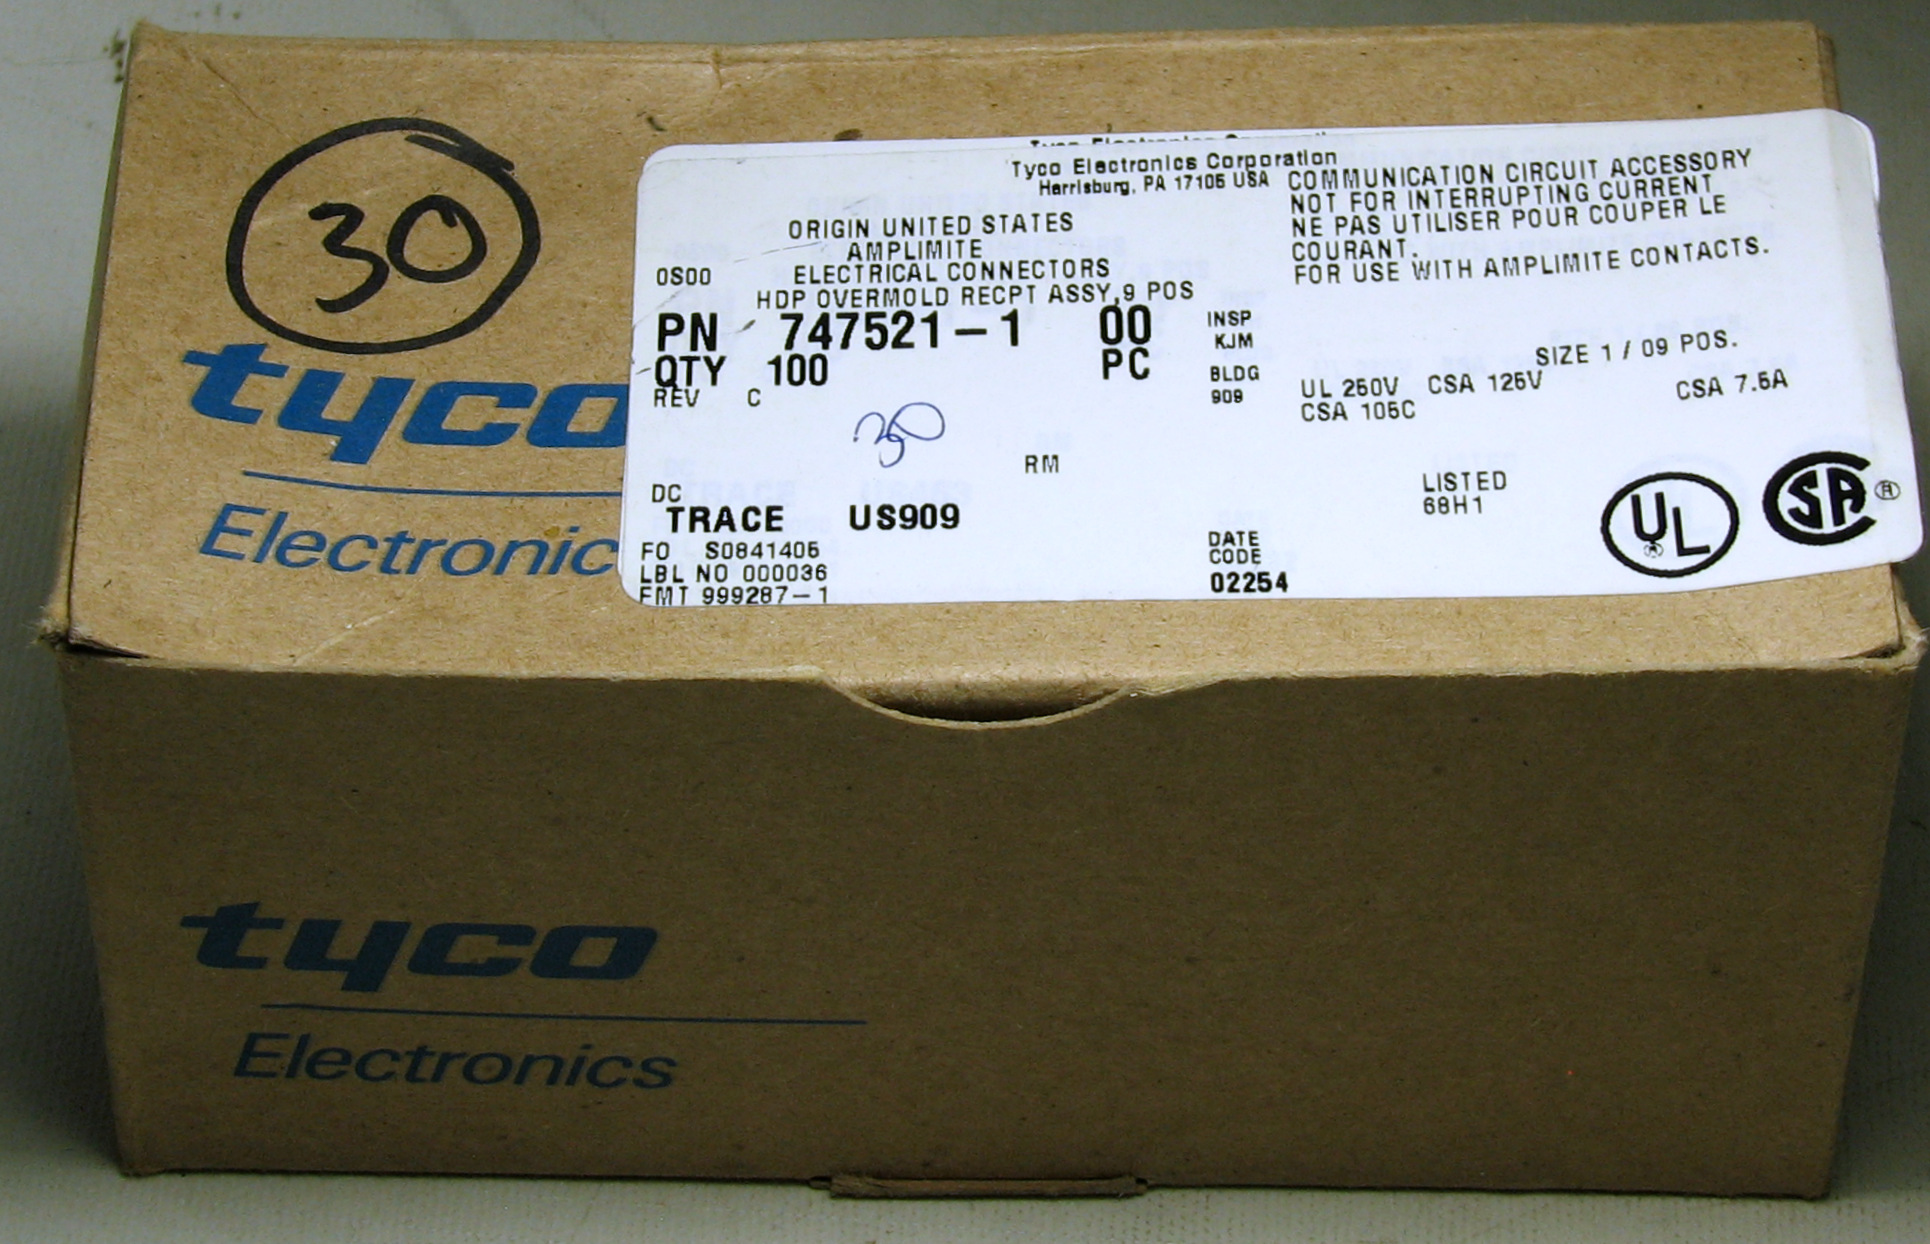 30
tyco
Electronic
Tyco Electronics Corporation
Harrisburg, PA 17105 USA
ORIGIN UNITED STATES
AMPLIMITE
0S00 ELECTRICAL CONNECTORS
HDP OVERMOLD RECPT ASSY,9 POS
PN 747521-1 00
QTY 100 PC
REV C
INSP
KJM
BLDG
909
30
RM
DC
TRACE US909
FO S0841405
LBL NO 000036
FMT 999287-1
DATE
CODE
02254
COMMUNICATION CIRCUIT ACCESSORY
NOT FOR INTERRUPTING CURRENT
NE PAS UTILISER POUR COUPER LE
COURANT.
FOR USE WITH AMPLIMITE CONTACTS.
SIZE 1 / 09 POS.
UL 250V CSA 125V CSA 7.5A
CSA 105C
LISTED
68H1
UL
SA
tyco
Electronics